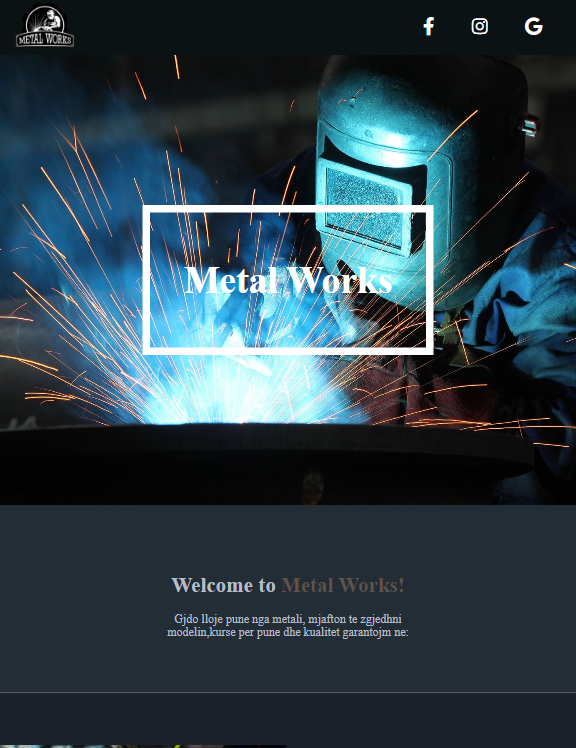 METAL WORKS
Metal Works
Welcome to Metal Works!
Gjdo lloje pune nga metali, mjafton te zgjedhni
modelin,kurse per pune dhe kualitet garantojm ne: